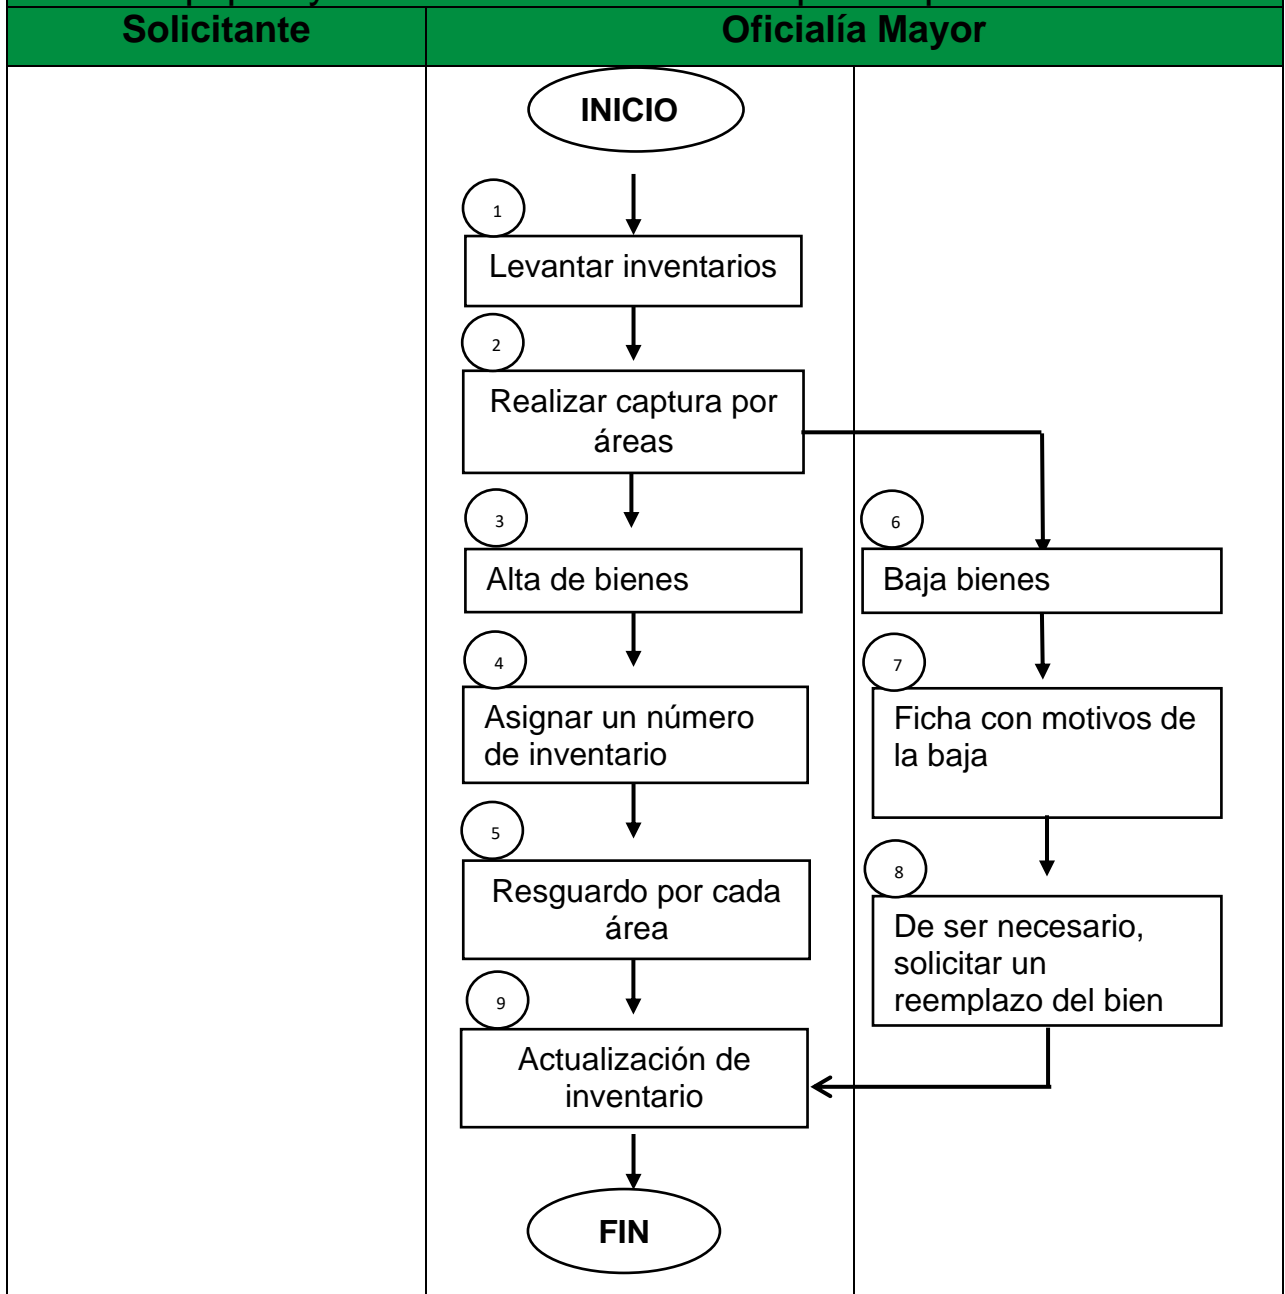 Solicitante
Oficialía Mayor
INICIO
1
Levantar inventarios
2
Realizar captura por
áreas
3
Alta de bienes
4
Asignar un número
de inventario
5
Resguardo por cada
área
6
Baja bienes
7
Ficha con motivos de
la baja
8
De ser necesario,
solicitar un
reemplazo del bien
9
Actualización de
inventario
FIN